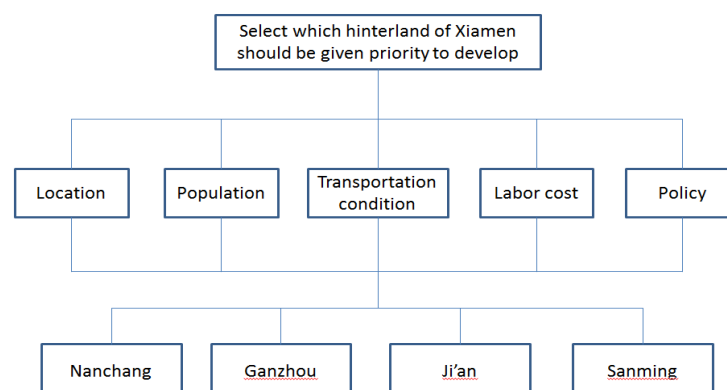 Select which hinterland of Xiamen
should be given priority to develop
Location
Population
Transportation
condition
Labor cost
Policy
Nanchang
Ganzhou
Ji’an
Sanming